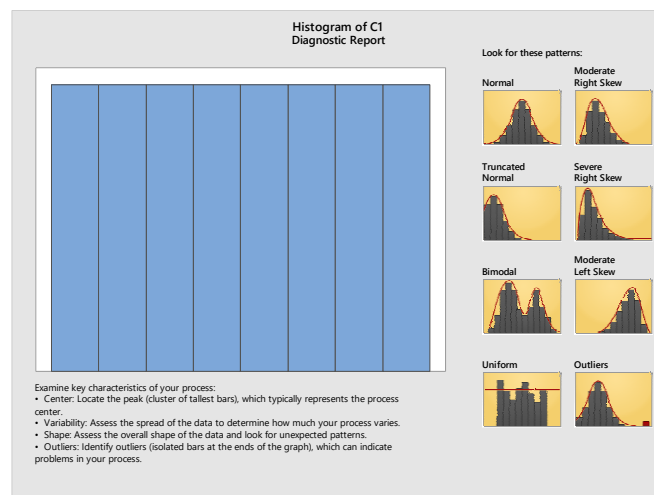 Histogram of C1
Diagnostic Report
Look for these patterns:
Normal
Moderate
Right Skew
Truncated
Normal
Severe
Right Skew
Bimodal
Moderate
Left Skew
Uniform
Outliers
Examine key characteristics of your process:
• Center: Locate the peak (cluster of tallest bars), which typically represents the process
center.
• Variability: Assess the spread of the data to determine how much your process varies.
• Shape: Assess the overall shape of the data and look for unexpected patterns.
• Outliers: Identify outliers (isolated bars at the ends of the graph), which can indicate
problems in your process.